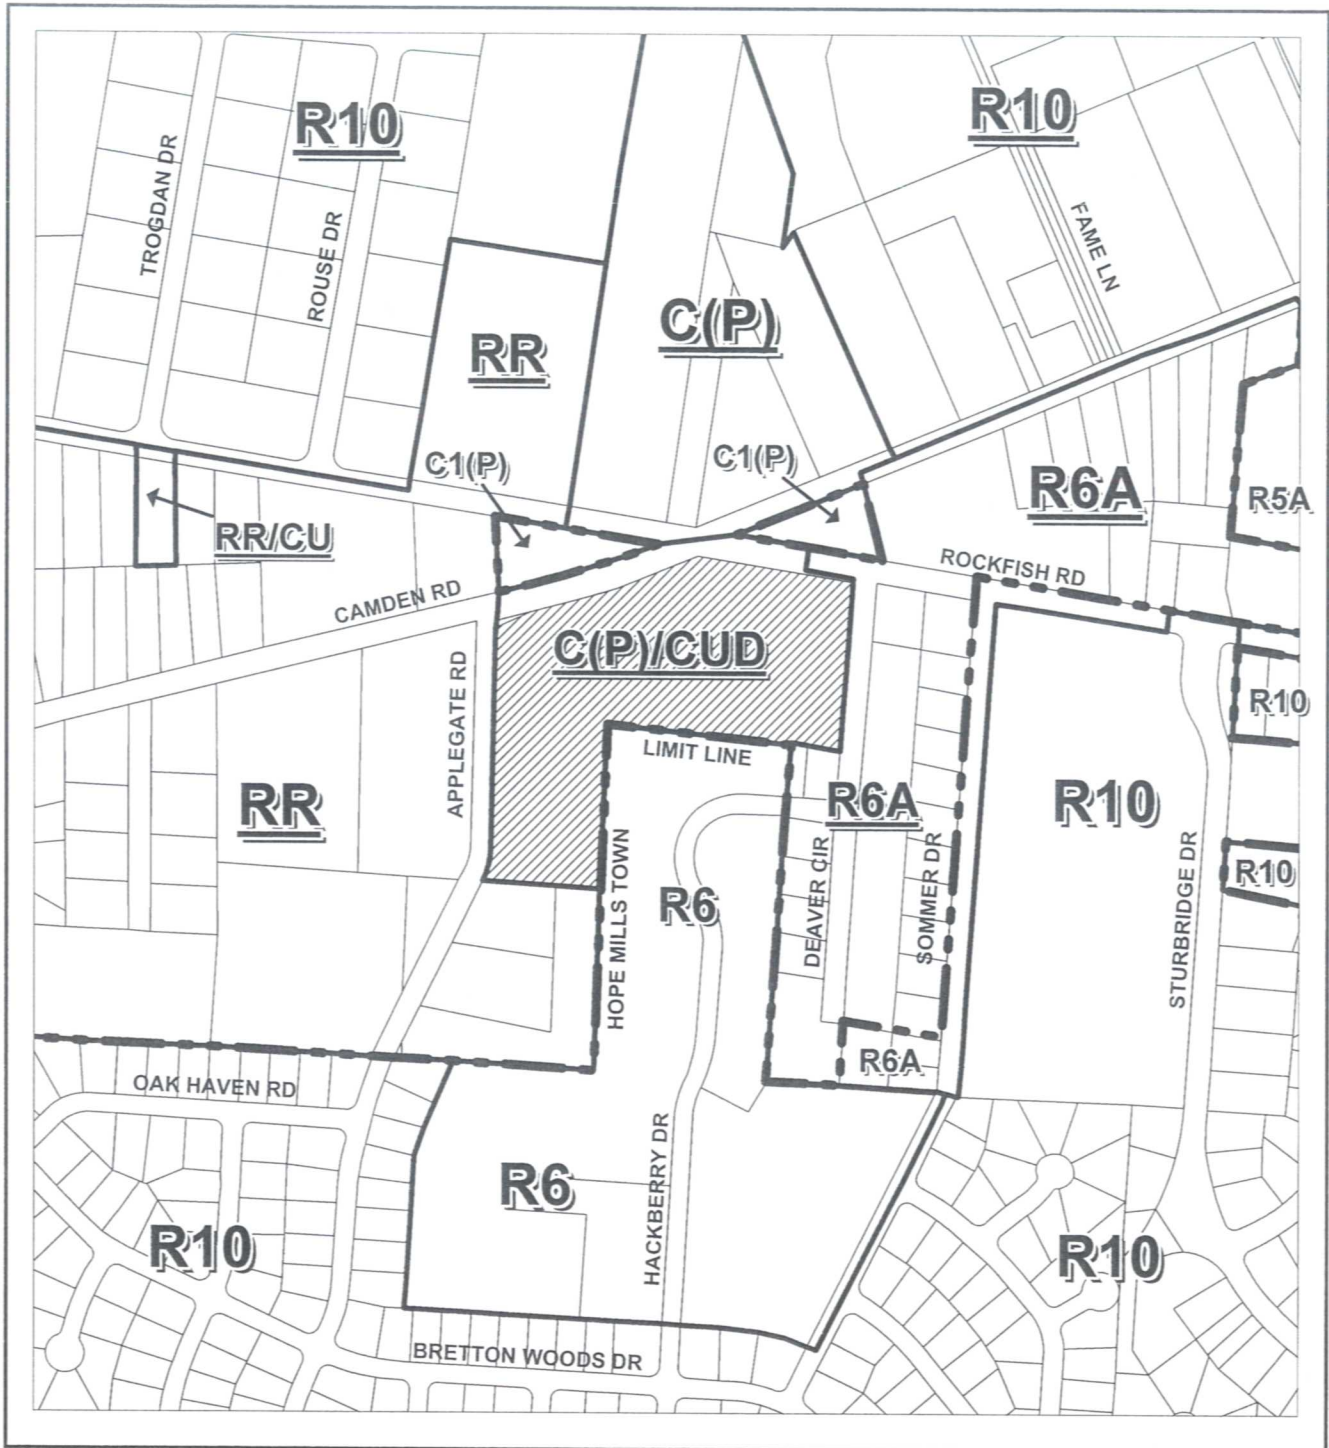 R10
R10
TROGDAN DR
ROUSE DR
FAME LN
C(P)
RR
C1(P)
C1(P)
R6A
R5A
RR/CU
ROCKFISH RD
CAMDEN RD
C(P)/CUD
APPLEGATE RD
R10
LIMIT LINE
RR
R6A
R10
R10
HOPE MILLS TOWN
R6
DEAVER CIR
SOMMER DR
STURBRIDGE DR
R6A
OAK HAVEN RD
R6
HACKBERRY DR
R10
R10
BRETTON WOODS DR